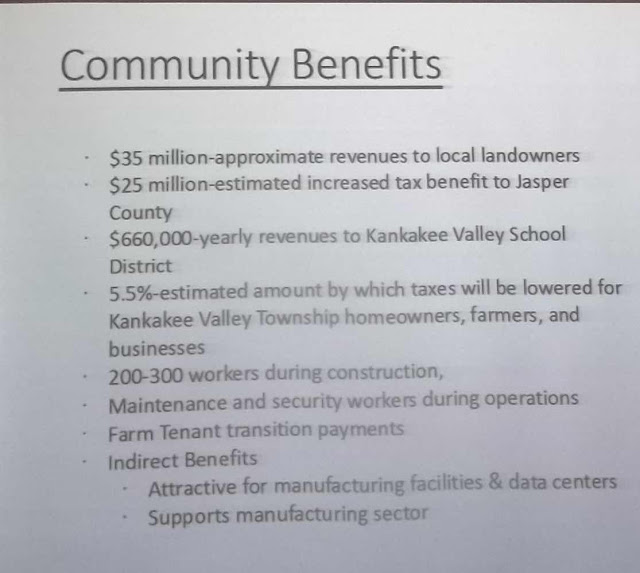 Community Benefits
· $35 million-approximate revenues to local landowners
· $25 million-estimated increased tax benefit to Jasper
County
· $660,000-yearly revenues to Kankakee Valley School
District
· 5.5%-estimated amount by which taxes will be lowered for
Kankakee Valley Township homeowners, farmers, and
businesses
· 200-300 workers during construction,
· Maintenance and security workers during operations
· Farm Tenant transition payments
· Indirect Benefits
· Attractive for manufacturing facilities & data centers
· Supports manufacturing sector